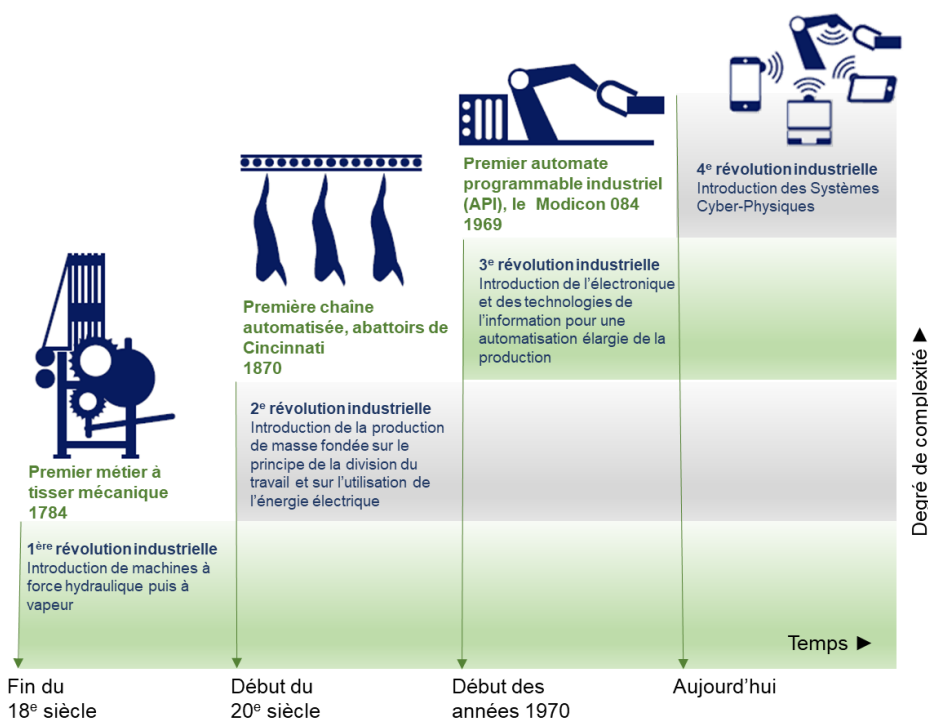 Premier métier à
tisser mécanique
1784
1ère révolution industrielle
Introduction de machines à
force hydraulique puis à
vapeur
Première chaîne
automatisée, abattoirs de
Cincinnati
1870
2e révolution industrielle
Introduction de la production
de masse fondée sur le
principe de la division du
travail et sur l'utilisation de
l'énergie électrique
Premier automate
programmable industriel
(API), le Modicon 084
1969
3e révolution industrielle
Introduction de l'électronique
et des technologies de
l'information pour une
automatisation élargie de la
production
4e révolution industrielle
Introduction des Systèmes
Cyber-Physiques
Degré de complexité ►
Temps ►
Fin du
18e siècle
Début du
20e siècle
Début des
années 1970
Aujourd'hui